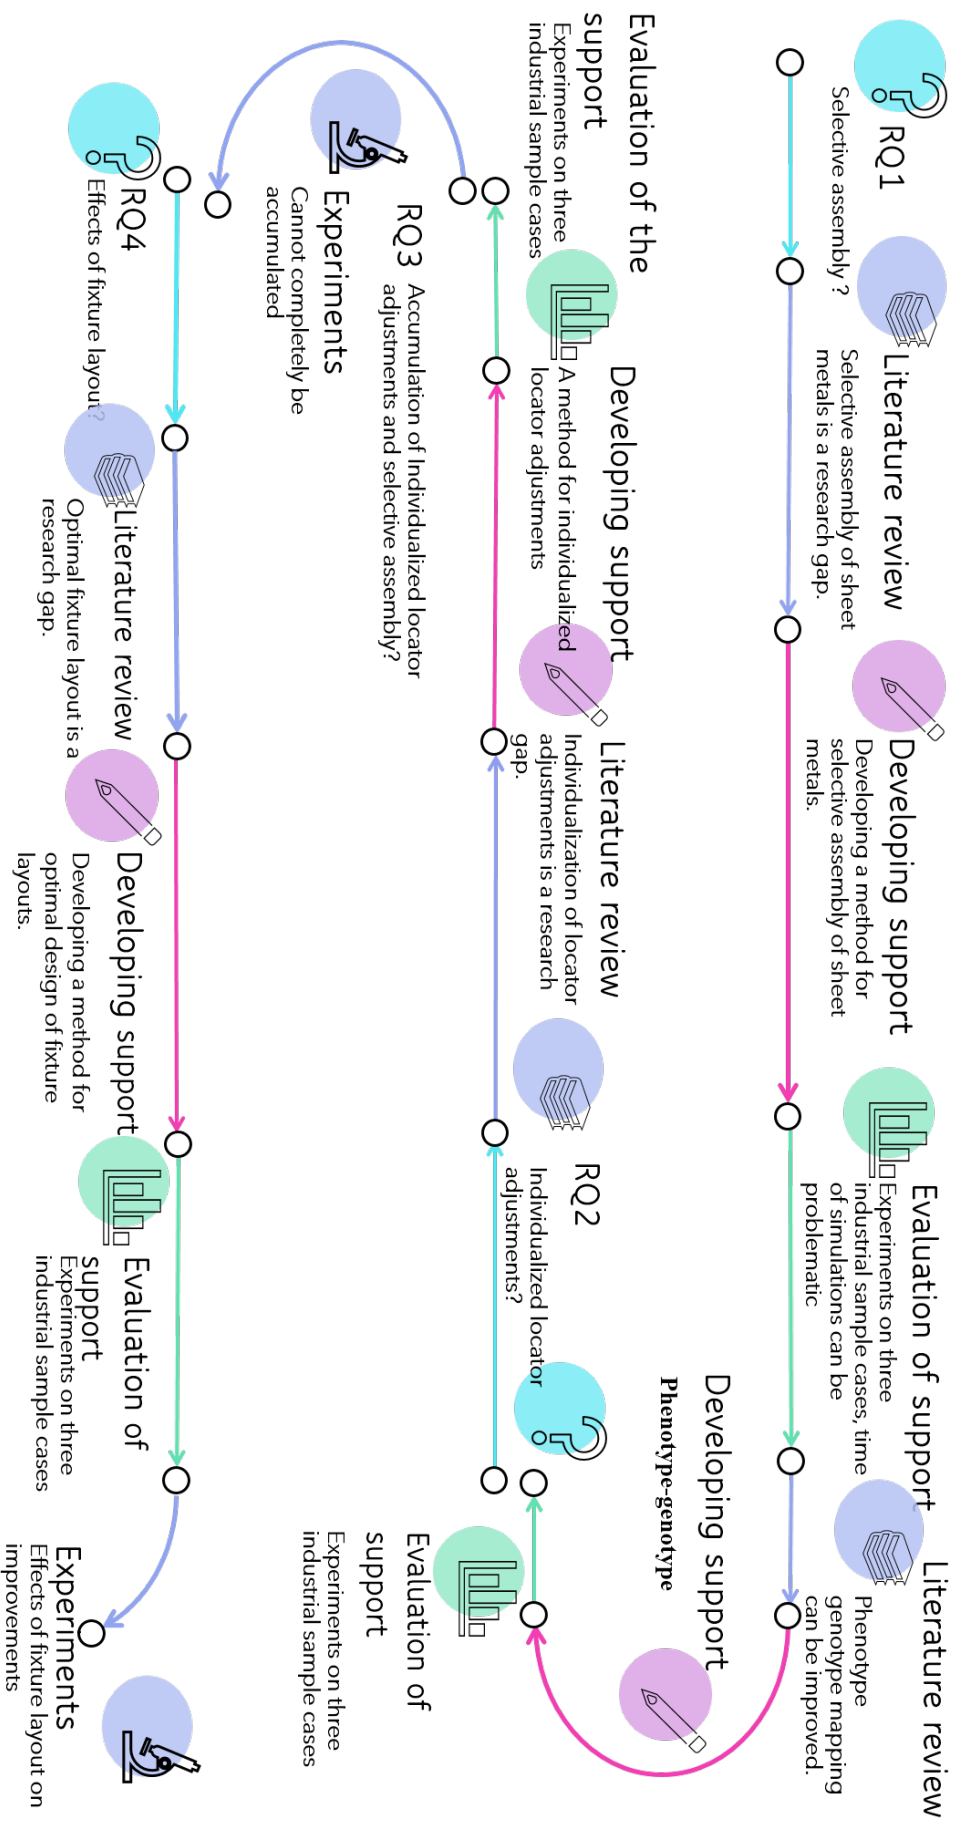 RQ1
Selective assembly ?
Literature review
Selective assembly of sheet
metals is a research gap.
Developing support
Developing a method for
selective assembly of sheet
metals.
Evaluation of support
Experiments on three
industrial sample cases, time
of simulations can be
problematic
Literature review
Phenotype
genotype mapping
can be improved.
Developing support
Phenotype-genotype
Evaluation of
support
Experiments on three
industrial sample cases
RQ2
Individualized locator
adjustments?
Literature review
Individualization of locator
adjustments is a research
gap.
Developing support
A method for individualized
locator adjustments
Evaluation of the
support
Experiments on three
industrial sample cases
RQ3
Accumulation of Individualized locator
adjustments and selective assembly?
Experiments
Cannot completely be
accumulated
RQ4
Effects of fixture layout?
Literature review
Optimal fixture layout is a
research gap.
Developing support
Developing a method for
optimal design of fixture
layouts.
Evaluation of
support
Experiments on three
industrial sample cases
Experiments
Effects of fixture layout on
improvements